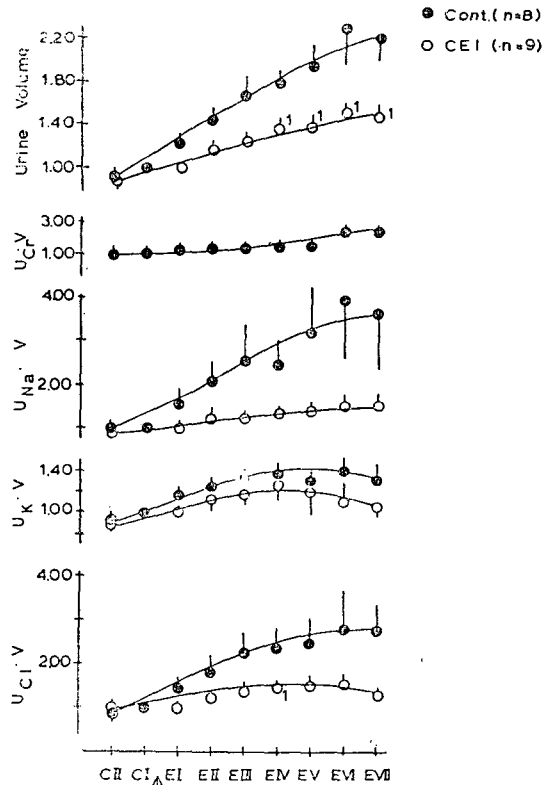 Cont.(n=8)
CEI (n=9)
Urine Volume
2.20
1.80
1.40
1.00
1
1
1
1
UCr·V
3.00
1.00
UNa·V
4.00
2.00
UK·V
1,40
1.00
UCl·V
4.00
2.00
1
CII CI EI EII EIII EIV EV EVI EVII